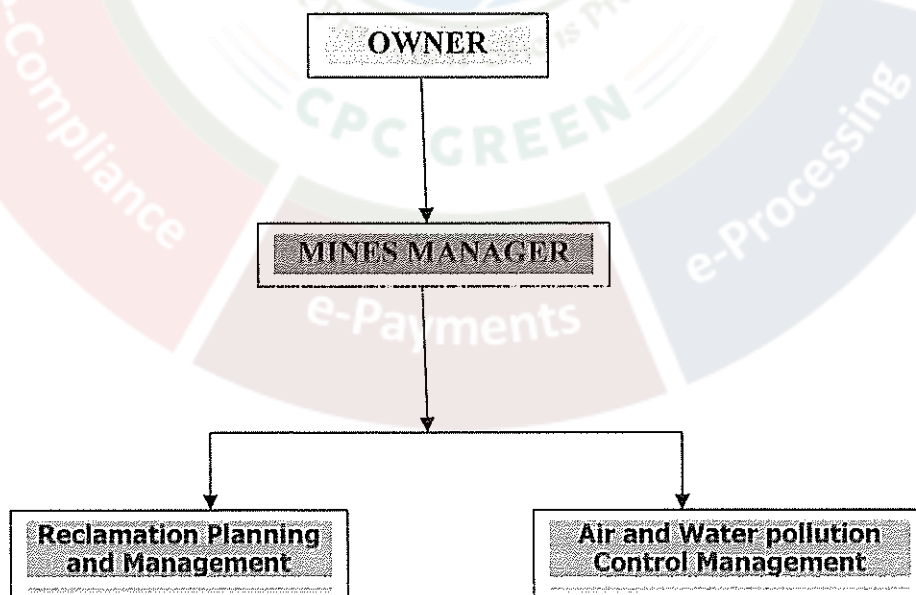 OWNER
CPC GREEN
e-Compliance
MINES MANAGER
e-Processing
e-Payments
Reclamation Planning
and Management
Air and Water pollution
Control Management